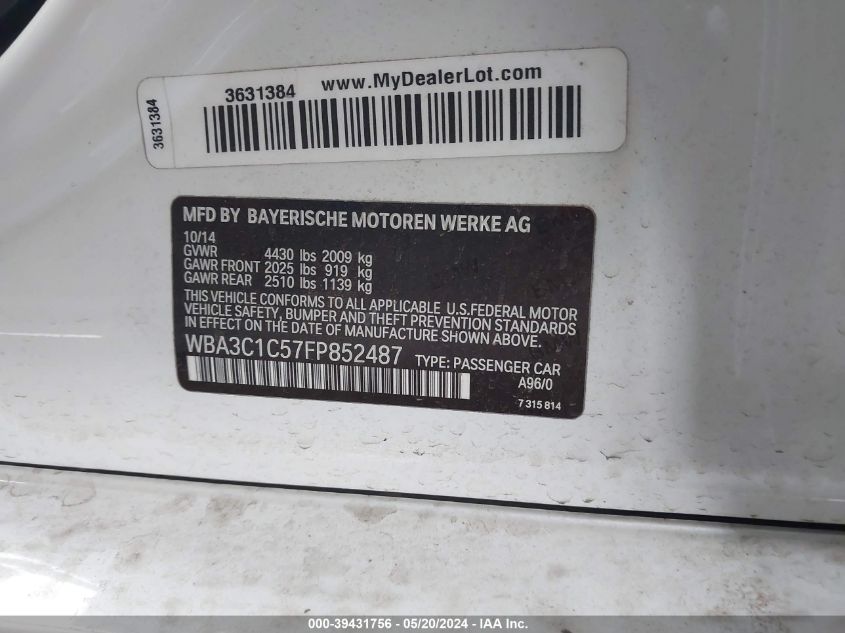 3631384 www.MyDealerLot.com
3631384
MFD BY BAYERISCHE MOTOREN WERKE AG
10/14
GVWR 4430 lbs 2009 kg
GAWR FRONT 2025 lbs 919 kg
GAWR REAR 2510 lbs 1139 kg
THIS VEHICLE CONFORMS TO ALL APPLICABLE U.S.FEDERAL MOTOR
VEHICLE SAFETY, BUMPER AND THEFT PREVENTION STANDARDS
IN EFFECT ON THE DATE OF MANUFACTURE SHOWN ABOVE.
WBA3C1C57FP852487 TYPE: PASSENGER CAR
A96/0
7 315 814
000-39431756 - 05/20/2024 - IAA Inc.